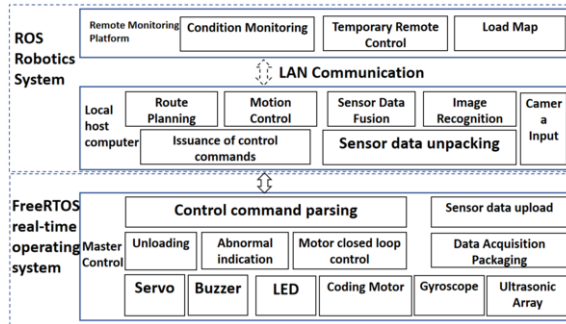 ROS
Robotics
System
Remote Monitoring
Platform
Condition Monitoring
Temporary Remote
Control
Load Map
LAN Communication
Local
host
computer
Route
Planning
Motion
Control
Sensor Data
Fusion
Image
Recognition
Camer
a
Input
Issuance of control
commands
Sensor data unpacking
FreeRTOS
real-time
operating
system
Master
Control
Control command parsing
Sensor data upload
Unloading
Abnormal
indication
Motor closed loop
control
Data Acquisition
Packaging
Servo
Buzzer
LED
Coding Motor
Gyroscope
Ultrasonic
Array